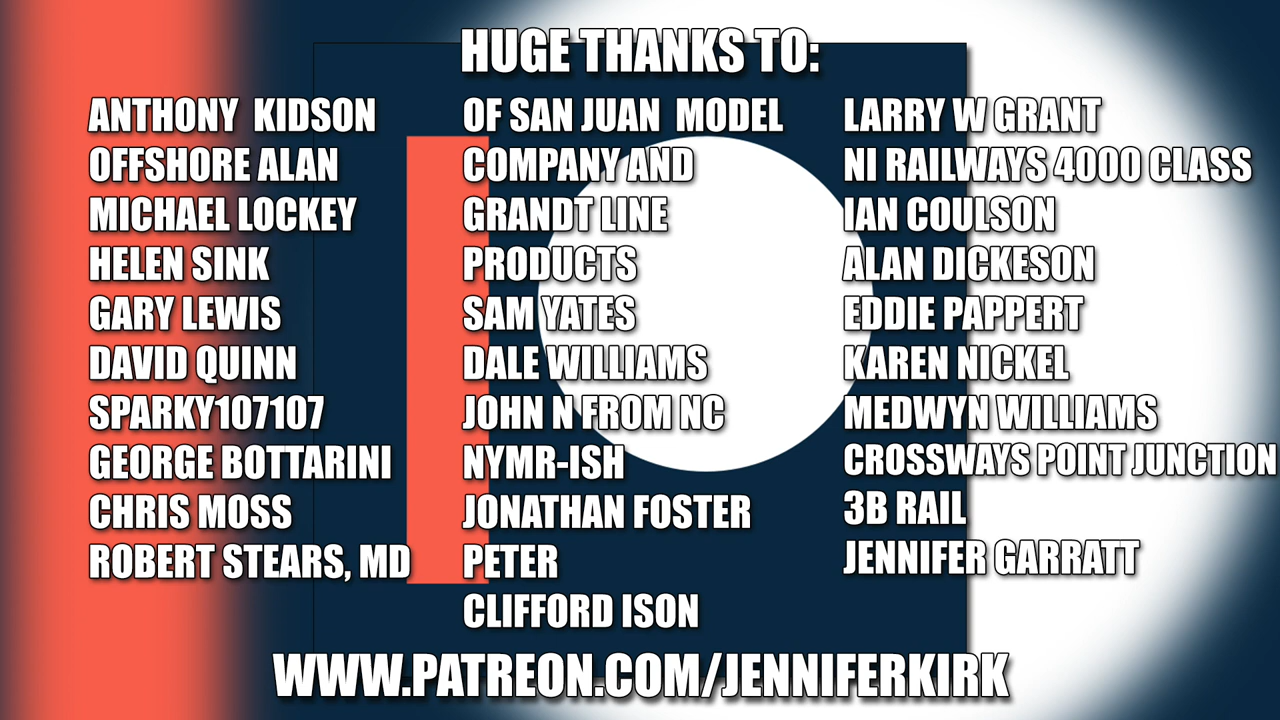 HUGE THANKS TO:
ANTHONY KIDSON
OFFSHORE ALAN
MICHAEL LOCKEY
HELEN SINK
GARY LEWIS
DAVID QUINN
SPARKY107107
GEORGE BOTTARINI
CHRIS MOSS
ROBERT STEARS, MD
OF SAN JUAN MODEL
COMPANY AND
GRANDT LINE
PRODUCTS
SAM YATES
DALE WILLIAMS
JOHN N FROM NC
NYMR-ISH
JONATHAN FOSTER
PETER
CLIFFORD ISON
LARRY W GRANT
NI RAILWAYS 4000 CLASS
IAN COULSON
ALAN DICKESON
EDDIE PAPPERT
KAREN NICKEL
MEDWYN WILLIAMS
CROSSWAYS POINT JUNCTION
3B RAIL
JENNIFER GARRATT
WWW.PATREON.COM/JENNIFERKIRK